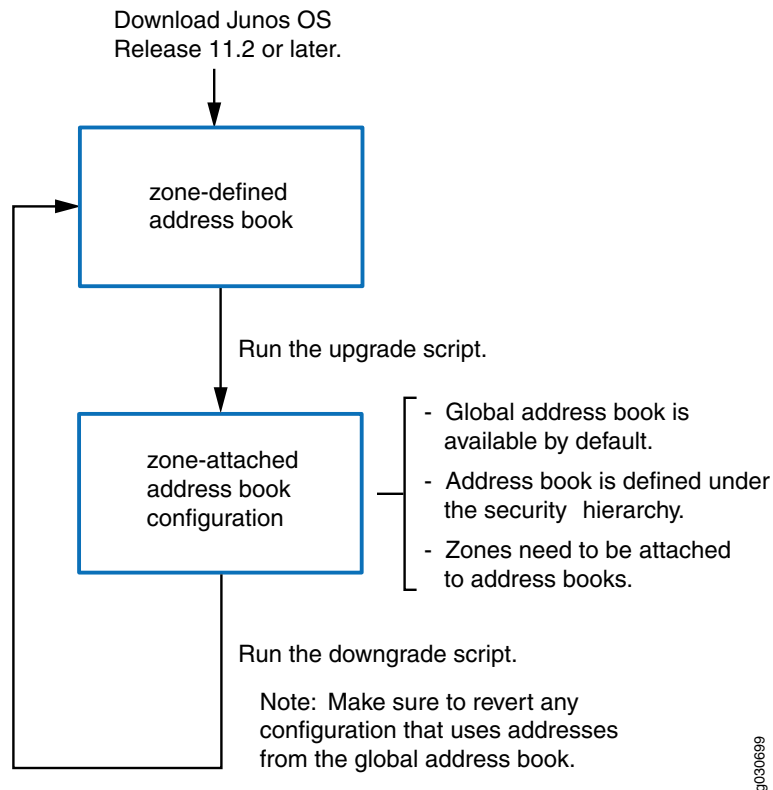 Download Junos OS
Release 11.2 or later.
zone-defined
address book
Run the upgrade script.
zone-attached
address book
configuration
- Global address book is
available by default.
- Address book is defined under
the security hierarchy.
- Zones need to be attached
to address books.
Run the downgrade script.
Note: Make sure to revert any
configuration that uses addresses
from the global address book.
g030699